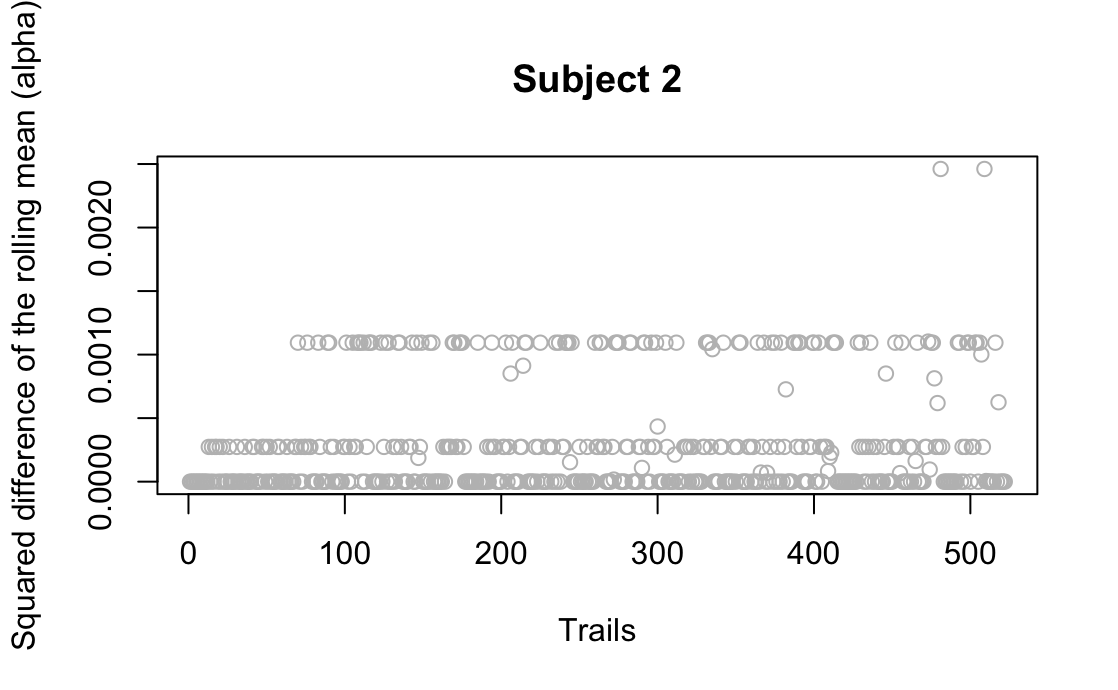 Subject 2
Squared difference of the rolling mean (alpha)
0.0020
0.0010
0.0000
0 100 200 300 400 500
Trails